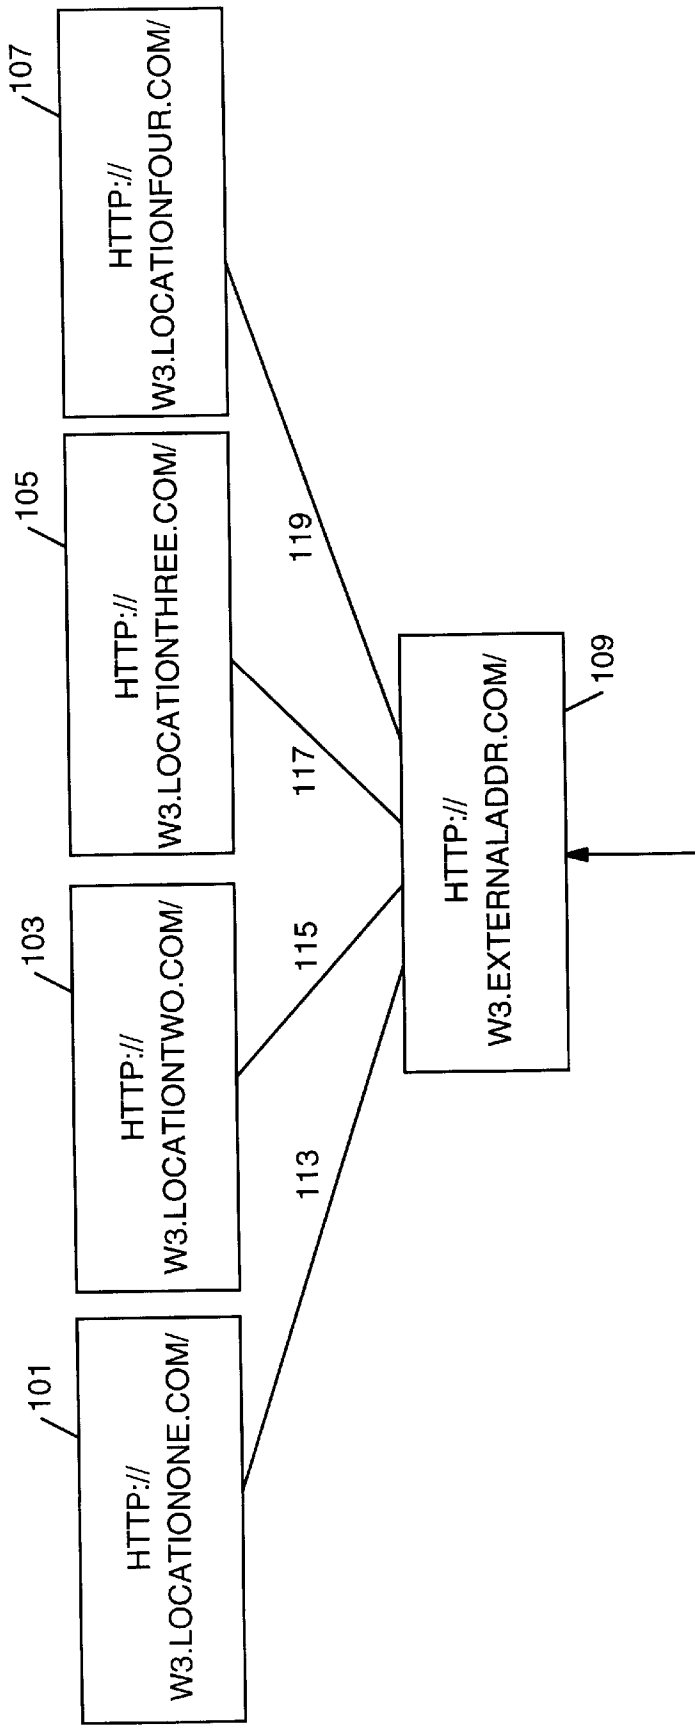 101
HTTP://
W3.LOCATIONONE.COM/
103
HTTP://
W3.LOCATIONTWO.COM/
105
HTTP://
W3.LOCATIONTHREE.COM/
107
HTTP://
W3.LOCATIONFOUR.COM/
113
115
117
119
HTTP://
W3.EXTERNALADDR.COM/
109